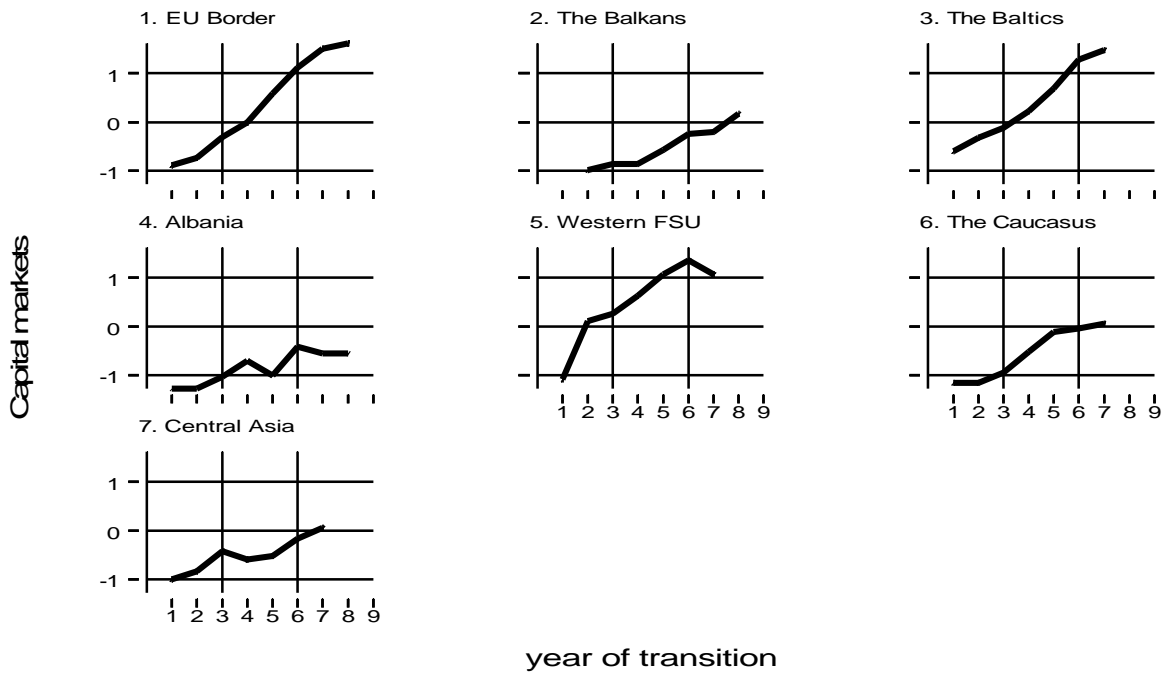 1. EU Border
2. The Balkans
3. The Baltics
1
0
-1
4. Albania
5. Western FSU
6. The Caucasus
1
0
-1
1 2 3 4 5 6 7 8 9
1 2 3 4 5 6 7 8 9
7. Central Asia
1
0
-1
1 2 3 4 5 6 7 8 9
Capital markets
year of transition